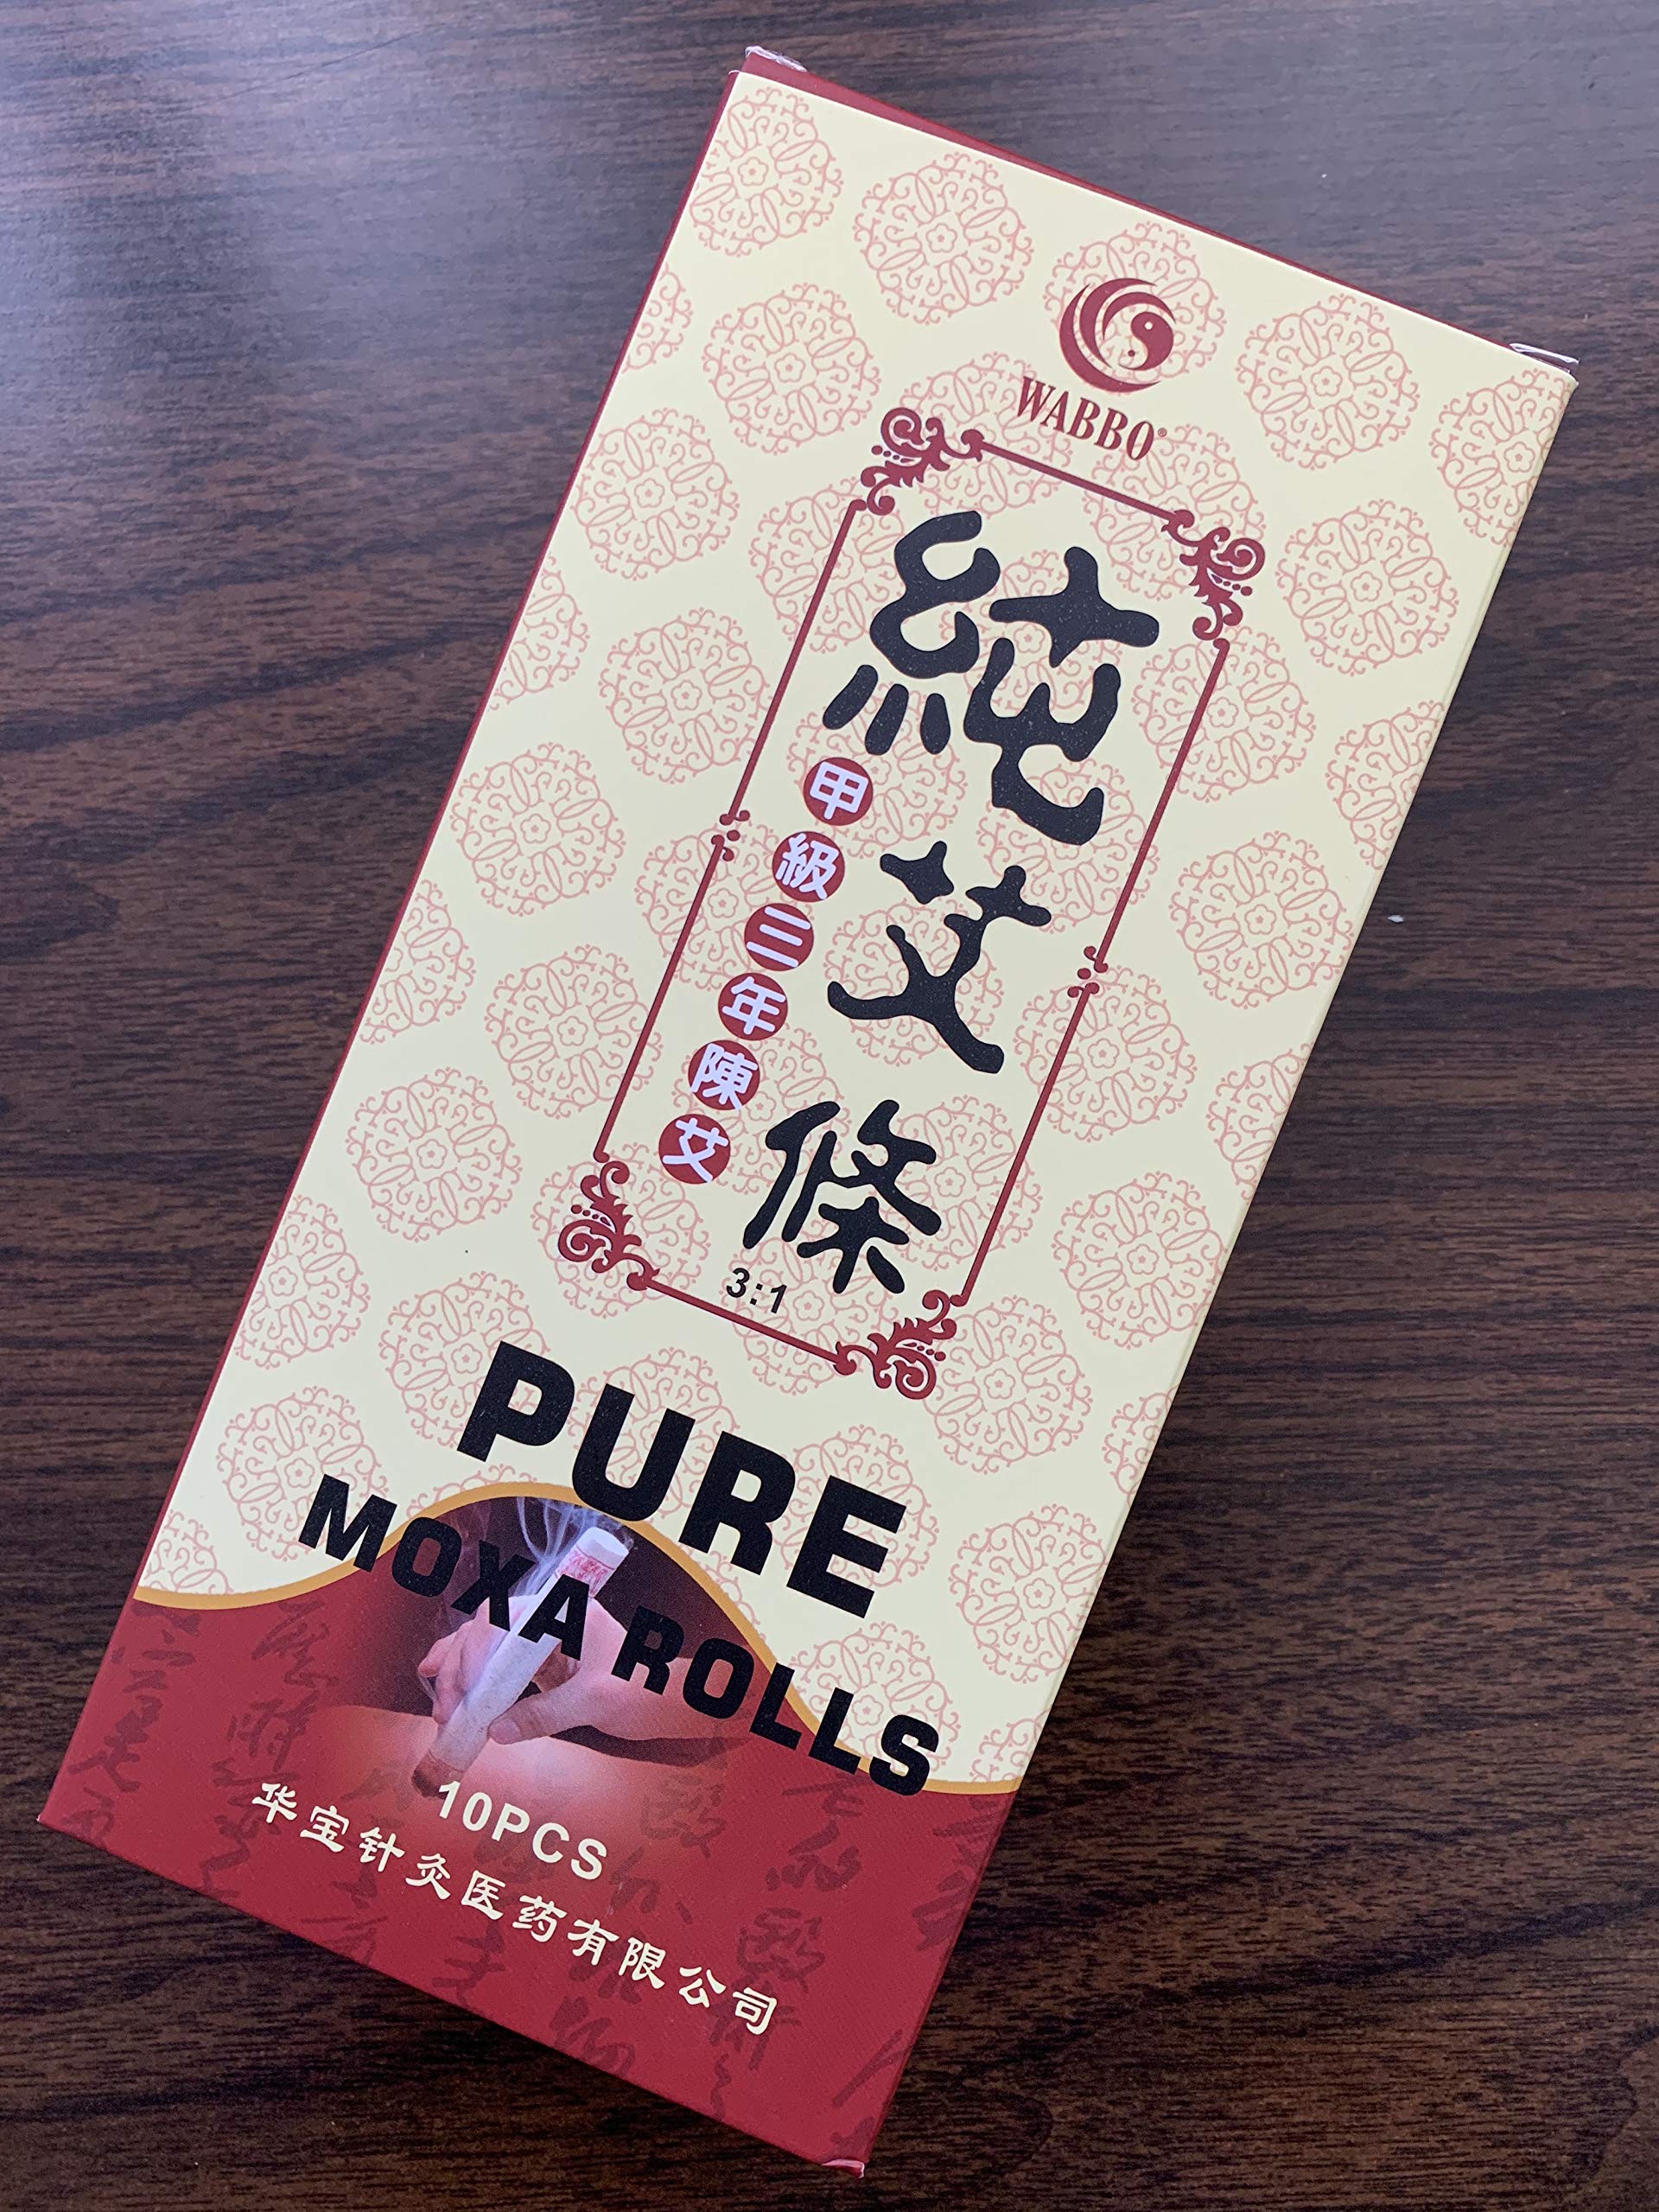 WABBO®
純艾條
甲級三年陳艾
3:1
PURE
MOXA ROLLS
10PCS
华宝针灸医药有限公司